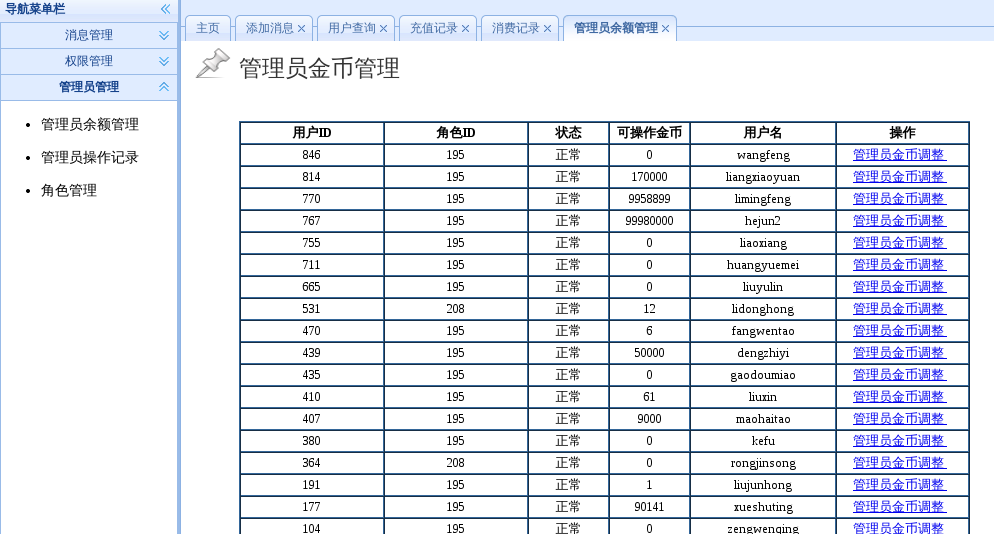 导航菜单栏
消息管理
权限管理
管理员管理
管理员余额管理
管理员操作记录
角色管理
主页 添加消息 用户查询 充值记录 消费记录 管理员余额管理
管理员金币管理
用户ID 角色ID 状态 可操作金币 用户名 操作
846 195 正常 0 wangfeng 管理员金币调整
814 195 正常 170000 liangxiaoyuan 管理员金币调整
770 195 正常 9958899 limingfeng 管理员金币调整
767 195 正常 99980000 hejun2 管理员金币调整
755 195 正常 0 liaoxiang 管理员金币调整
711 195 正常 0 huangyuemei 管理员金币调整
665 195 正常 0 liuyulin 管理员金币调整
531 208 正常 12 lidonghong 管理员金币调整
470 195 正常 6 fangwentao 管理员金币调整
439 195 正常 50000 dengzhiyi 管理员金币调整
435 195 正常 0 gaodoumiao 管理员金币调整
410 195 正常 61 liuxin 管理员金币调整
407 195 正常 9000 maohaitao 管理员金币调整
380 195 正常 0 kefu 管理员金币调整
364 208 正常 0 rongjinsong 管理员金币调整
191 195 正常 1 liujunhong 管理员金币调整
177 195 正常 90141 xueshuting 管理员金币调整
104 195 正常 0 zengwenqing 管理员金币调整